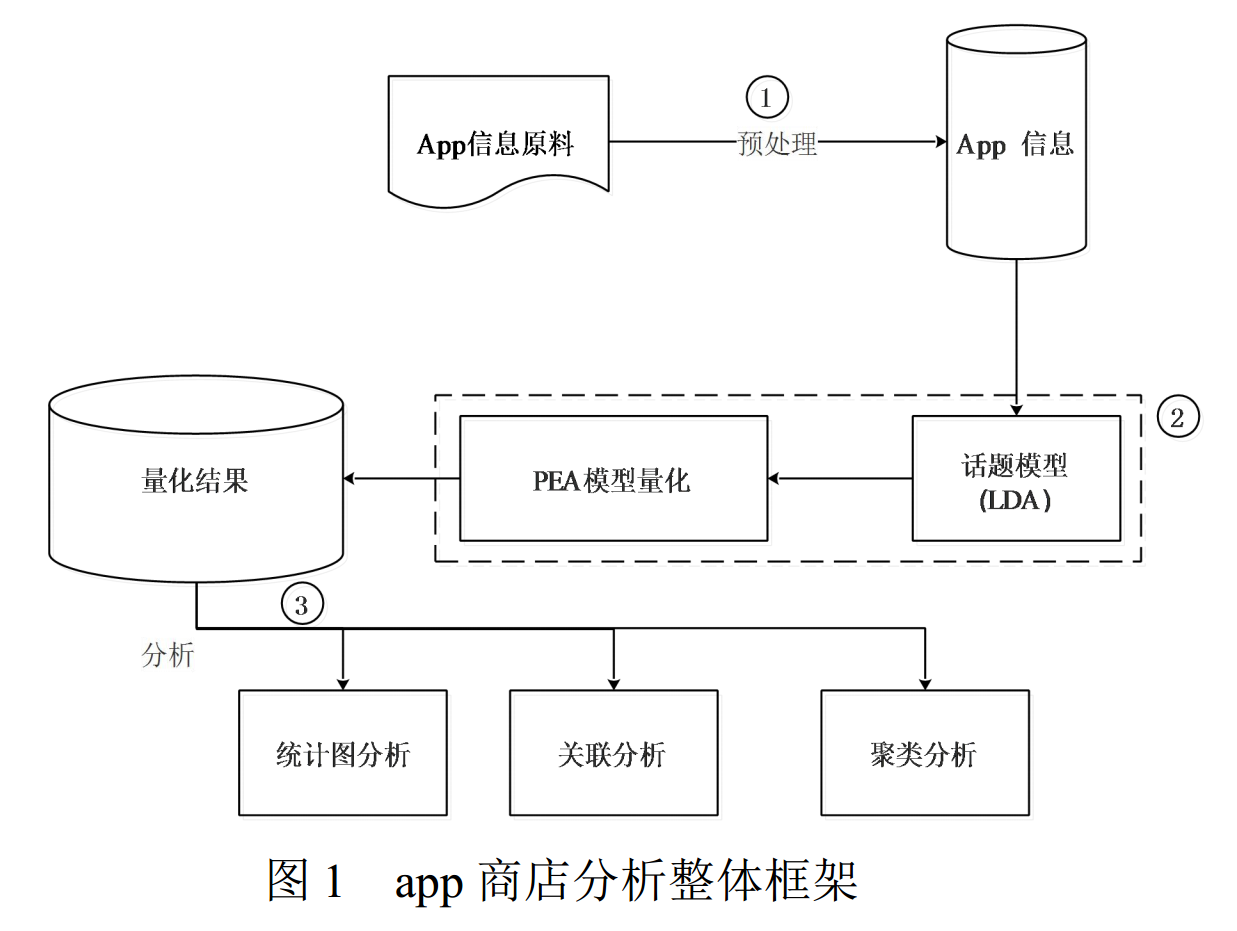 ①
App信息原料
预处理
App 信息
②
量化结果
PEA模型量化
话题模型
(LDA)
③
分析
统计图分析
关联分析
聚类分析
图 1 app 商店分析整体框架